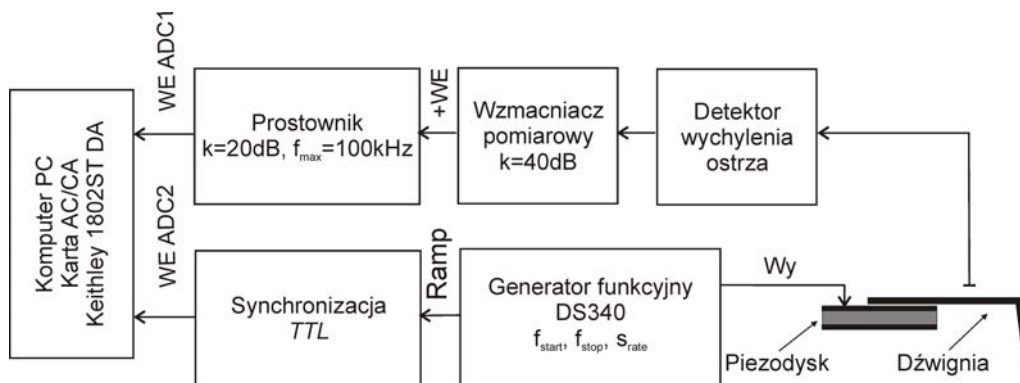 Komputer PC
Karta AC/CA
Keithley 1802ST DA
WE ADC1
WE ADC2
Prostownik
k=20dB, fmax=100kHz
+WE
Wzmacniacz
pomiarowy
k=40dB
Detektor
wychylenia
ostrza
Synchronizacja
TTL
Ramp
Generator funkcyjny
DS340
fstart, fstop, srate
Wy
Piezodysk
Dźwignia